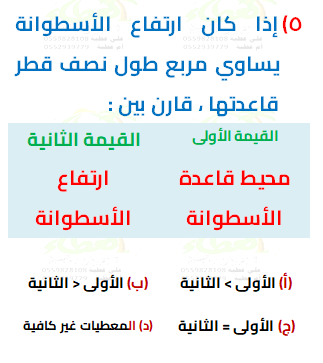 ٥) إذا كان ارتفاع الأسطوانة
يساوي مربع طول نصف قطر
قاعدتها ، قارن بين :
القيمة الأولى القيمة الثانية
محيط قاعدة ارتفاع
الأسطوانة الأسطوانة
(أ) الأولى > الثانية (ب) الأولى < الثانية
(ج) الأولى = الثانية (د) المعطيات غير كافية